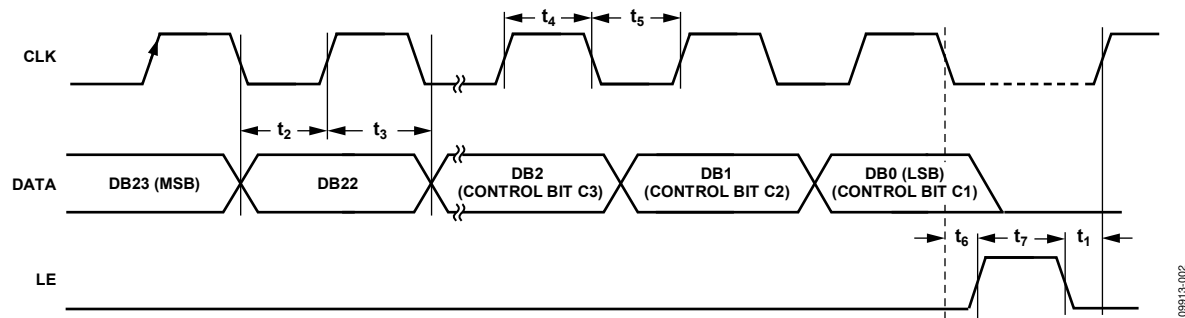 CLK
t4
t5
t2
t3
DATA
DB23 (MSB)
DB22
DB2
(CONTROL BIT C3)
DB1
(CONTROL BIT C2)
DB0 (LSB)
(CONTROL BIT C1)
t6
t7
t1
LE
09913-002